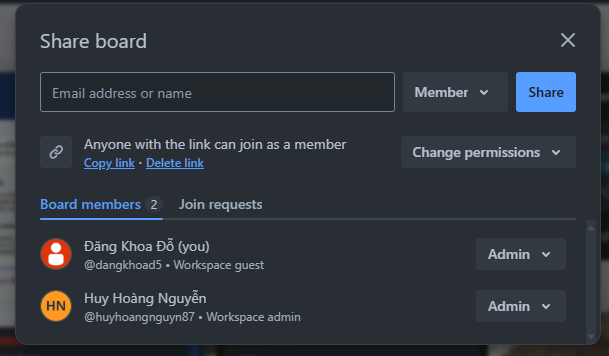 Share board
Email address or name
Member
Share
Anyone with the link can join as a member
Copy link • Delete link
Change permissions
Board members 2
Join requests
Đăng Khoa Đỗ (you)
@dangkhoad5 • Workspace guest
Admin
HN
Huy Hoàng Nguyễn
@huyhoangnguyn87 • Workspace admin
Admin